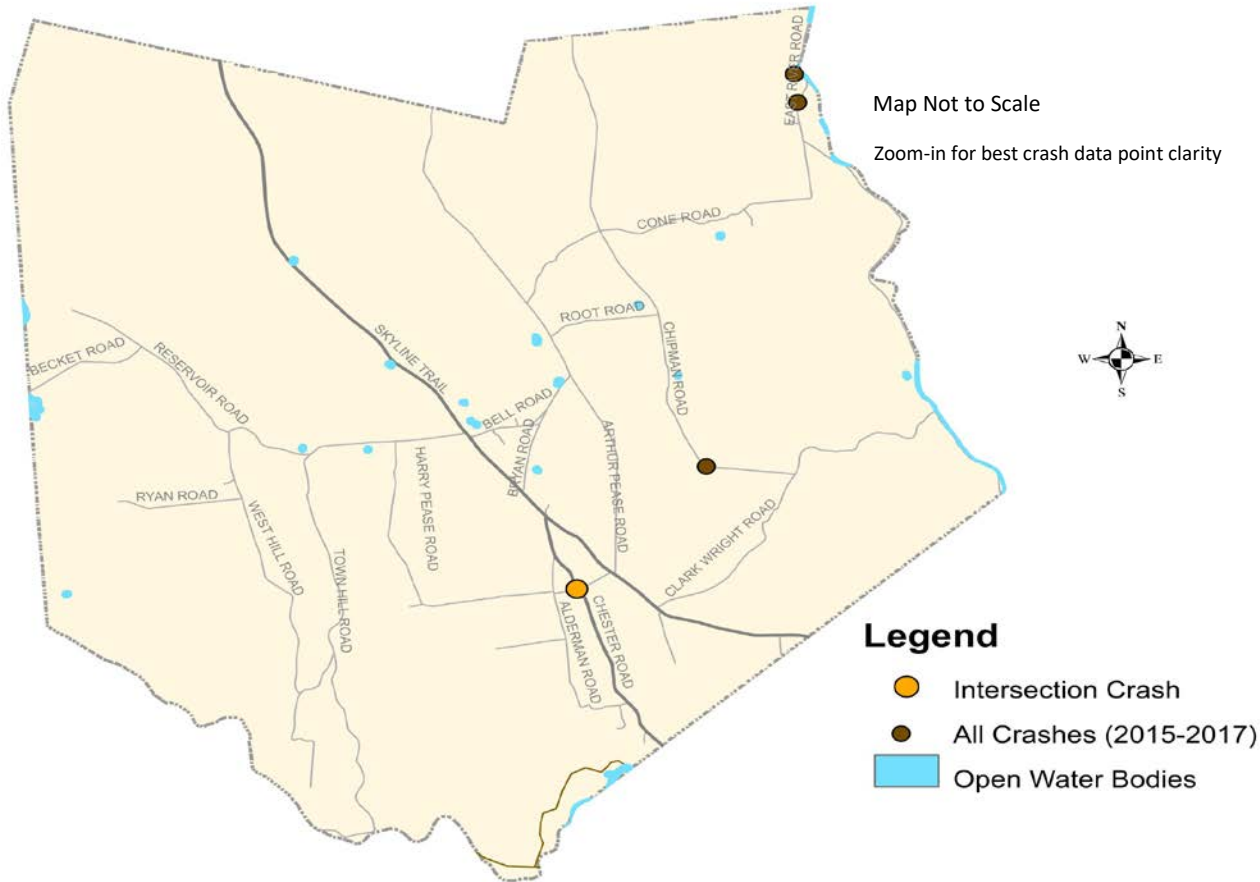 EAST RIVER ROAD
Map Not to Scale
Zoom-in for best crash data point clarity
CONE ROAD
ROOT ROAD
CHIPMAN ROAD
SKYLINE TRAIL
BECKET ROAD
RESERVOIR ROAD
BELL ROAD
BRYAN ROAD
ARTHUR PEASE ROAD
HARRY PEASE ROAD
RYAN ROAD
WEST HILL ROAD
TOWN HILL ROAD
CLARK WRIGHT ROAD
ALDERMAN ROAD
CHESTER ROAD
N
W E
S
Legend
Intersection Crash
All Crashes (2015-2017)
Open Water Bodies